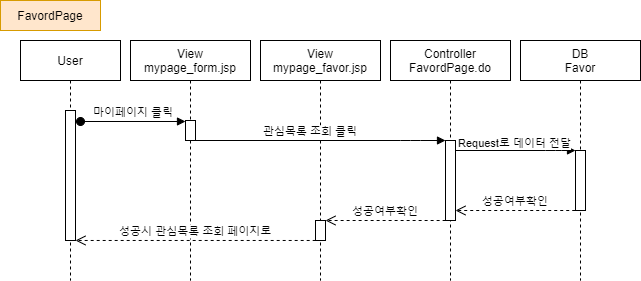 FavordPage
User
View
mypage_form.jsp
View
mypage_favor.jsp
Controller
FavordPage.do
DB
Favor
마이페이지 클릭
관심목록 조회 클릭
Request로 데이터 전달
성공여부확인
성공여부확인
성공시 관심목록 조회 페이지로